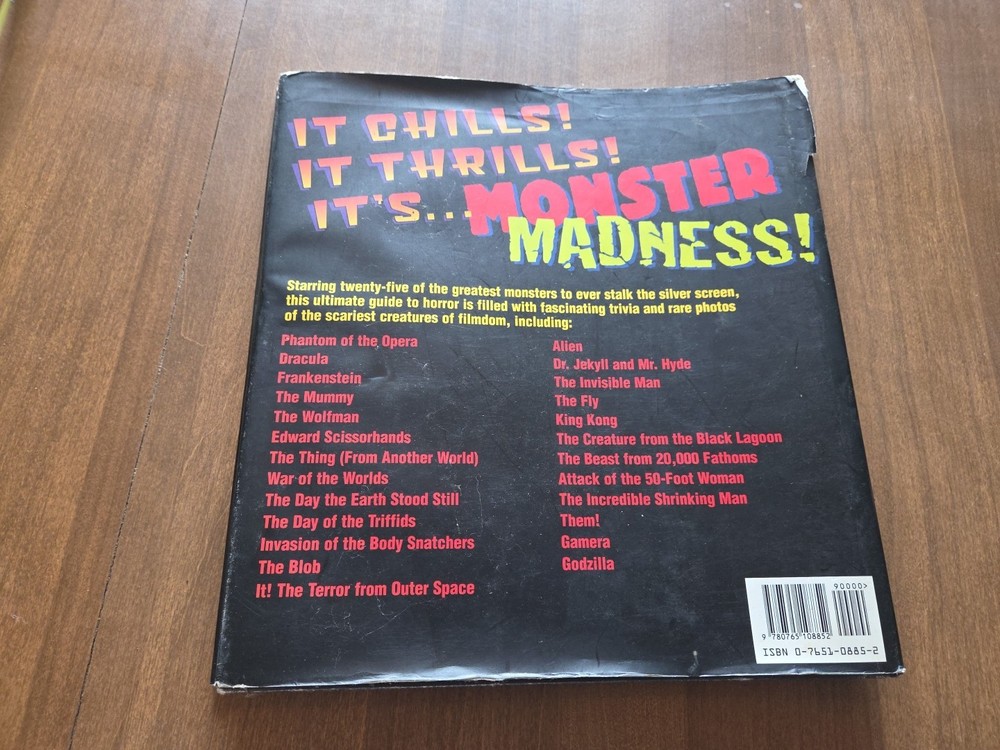 IT CHILLS!
IT THRILLS!
IT'S...MONSTER
MADNESS!
Starring twenty-five of the greatest monsters to ever stalk the silver screen,
this ultimate guide to horror is filled with fascinating trivia and rare photos
of the scariest creatures of filmdom, including:
Phantom of the Opera
Dracula
Frankenstein
The Mummy
The Wolfman
Edward Scissorhands
The Thing (From Another World)
War of the Worlds
The Day the Earth Stood Still
The Day of the Triffids
Invasion of the Body Snatchers
The Blob
It! The Terror from Outer Space
Alien
Dr. Jekyll and Mr. Hyde
The Invisible Man
The Fly
King Kong
The Creature from the Black Lagoon
The Beast from 20,000 Fathoms
Attack of the 50-Foot Woman
The Incredible Shrinking Man
Them!
Gamera
Godzilla
90000>
9 780765 108852
ISBN 0-7651-0885-2